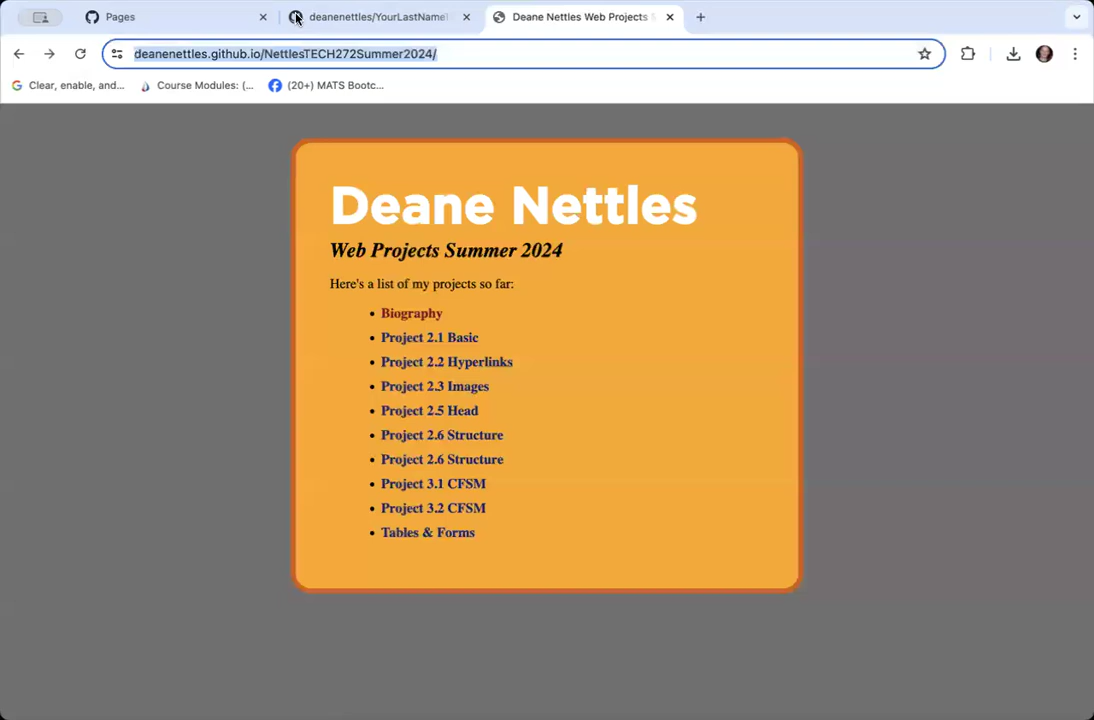 Pages
deanenettles/YourLastName
Deane Nettles Web Projects
deanenettles.github.io/NettlesTECH272Summer2024/
Clear, enable, and...
Course Modules: (...
(20+) MATS Bootc...
Deane Nettles
Web Projects Summer 2024
Here's a list of my projects so far:
Biography
Project 2.1 Basic
Project 2.2 Hyperlinks
Project 2.3 Images
Project 2.5 Head
Project 2.6 Structure
Project 2.6 Structure
Project 3.1 CFSM
Project 3.2 CFSM
Tables & Forms